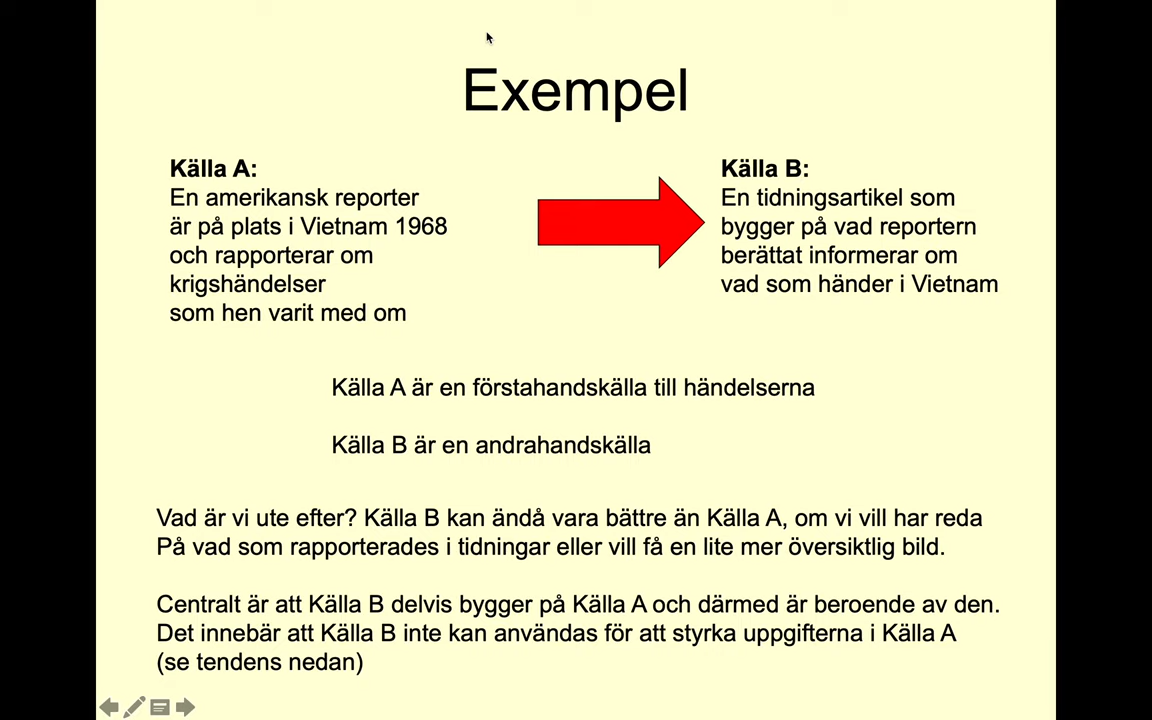 Exempel
Källa A:
En amerikansk reporter
är på plats i Vietnam 1968
och rapporterar om
krigshändelser
som hen varit med om
Källa B:
En tidningsartikel som
bygger på vad reportern
berättat informerar om
vad som händer i Vietnam
Källa A är en förstahandskälla till händelserna
Källa B är en andrahandskälla
Vad är vi ute efter? Källa B kan ändå vara bättre än Källa A, om vi vill har reda
På vad som rapporterades i tidningar eller vill få en lite mer översiktlig bild.
Centralt är att Källa B delvis bygger på Källa A och därmed är beroende av den.
Det innebär att Källa B inte kan användas för att styrka uppgifterna i Källa A
(se tendens nedan)